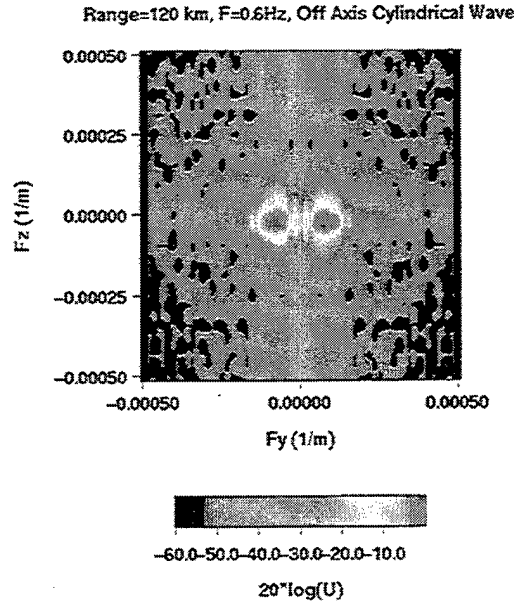 Range=120 km, F=0.6Hz, Off Axis Cylindrical Wave
0.00050
0.00025
0.00000
-0.00025
-0.00050
Fz (1/m)
-0.00050 0.00000 0.00050
Fy (1/m)
-60.0-50.0-40.0-30.0-20.0-10.0
20*log(U)